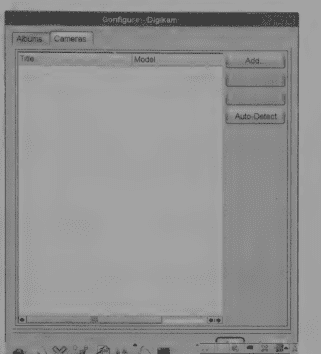 Configure - Digikam
Albums Cameras
Title Model
Add...
Auto-Detect